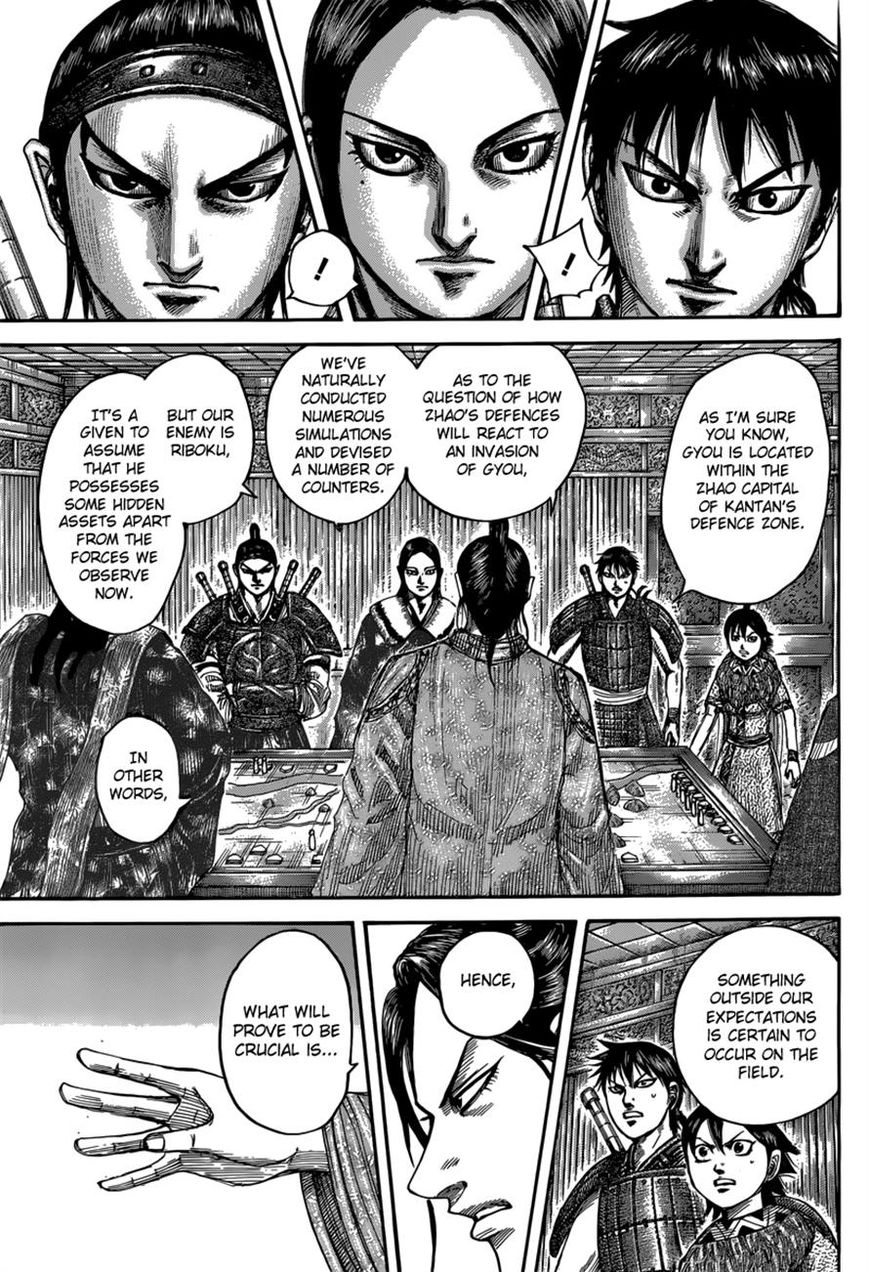 !
!
AS I'M SURE
YOU KNOW,
GYOU IS LOCATED
WITHIN THE
ZHAO CAPITAL
OF KANTAN'S
DEFENCE ZONE.
AS TO THE
QUESTION OF HOW
ZHAO'S DEFENCES
WILL REACT TO
AN INVASION
OF GYOU,
WE'VE
NATURALLY
CONDUCTED
NUMEROUS
SIMULATIONS
AND DEVISED
A NUMBER OF
COUNTERS.
BUT OUR
ENEMY IS
RIBOKU,
IT'S A
GIVEN TO
ASSUME
THAT HE
POSSESSES
SOME HIDDEN
ASSETS APART
FROM THE
FORCES WE
OBSERVE
NOW.
IN
OTHER
WORDS,
SOMETHING
OUTSIDE OUR
EXPECTATIONS
IS CERTAIN TO
OCCUR ON THE
FIELD.
HENCE,
WHAT WILL
PROVE TO BE
CRUCIAL IS...